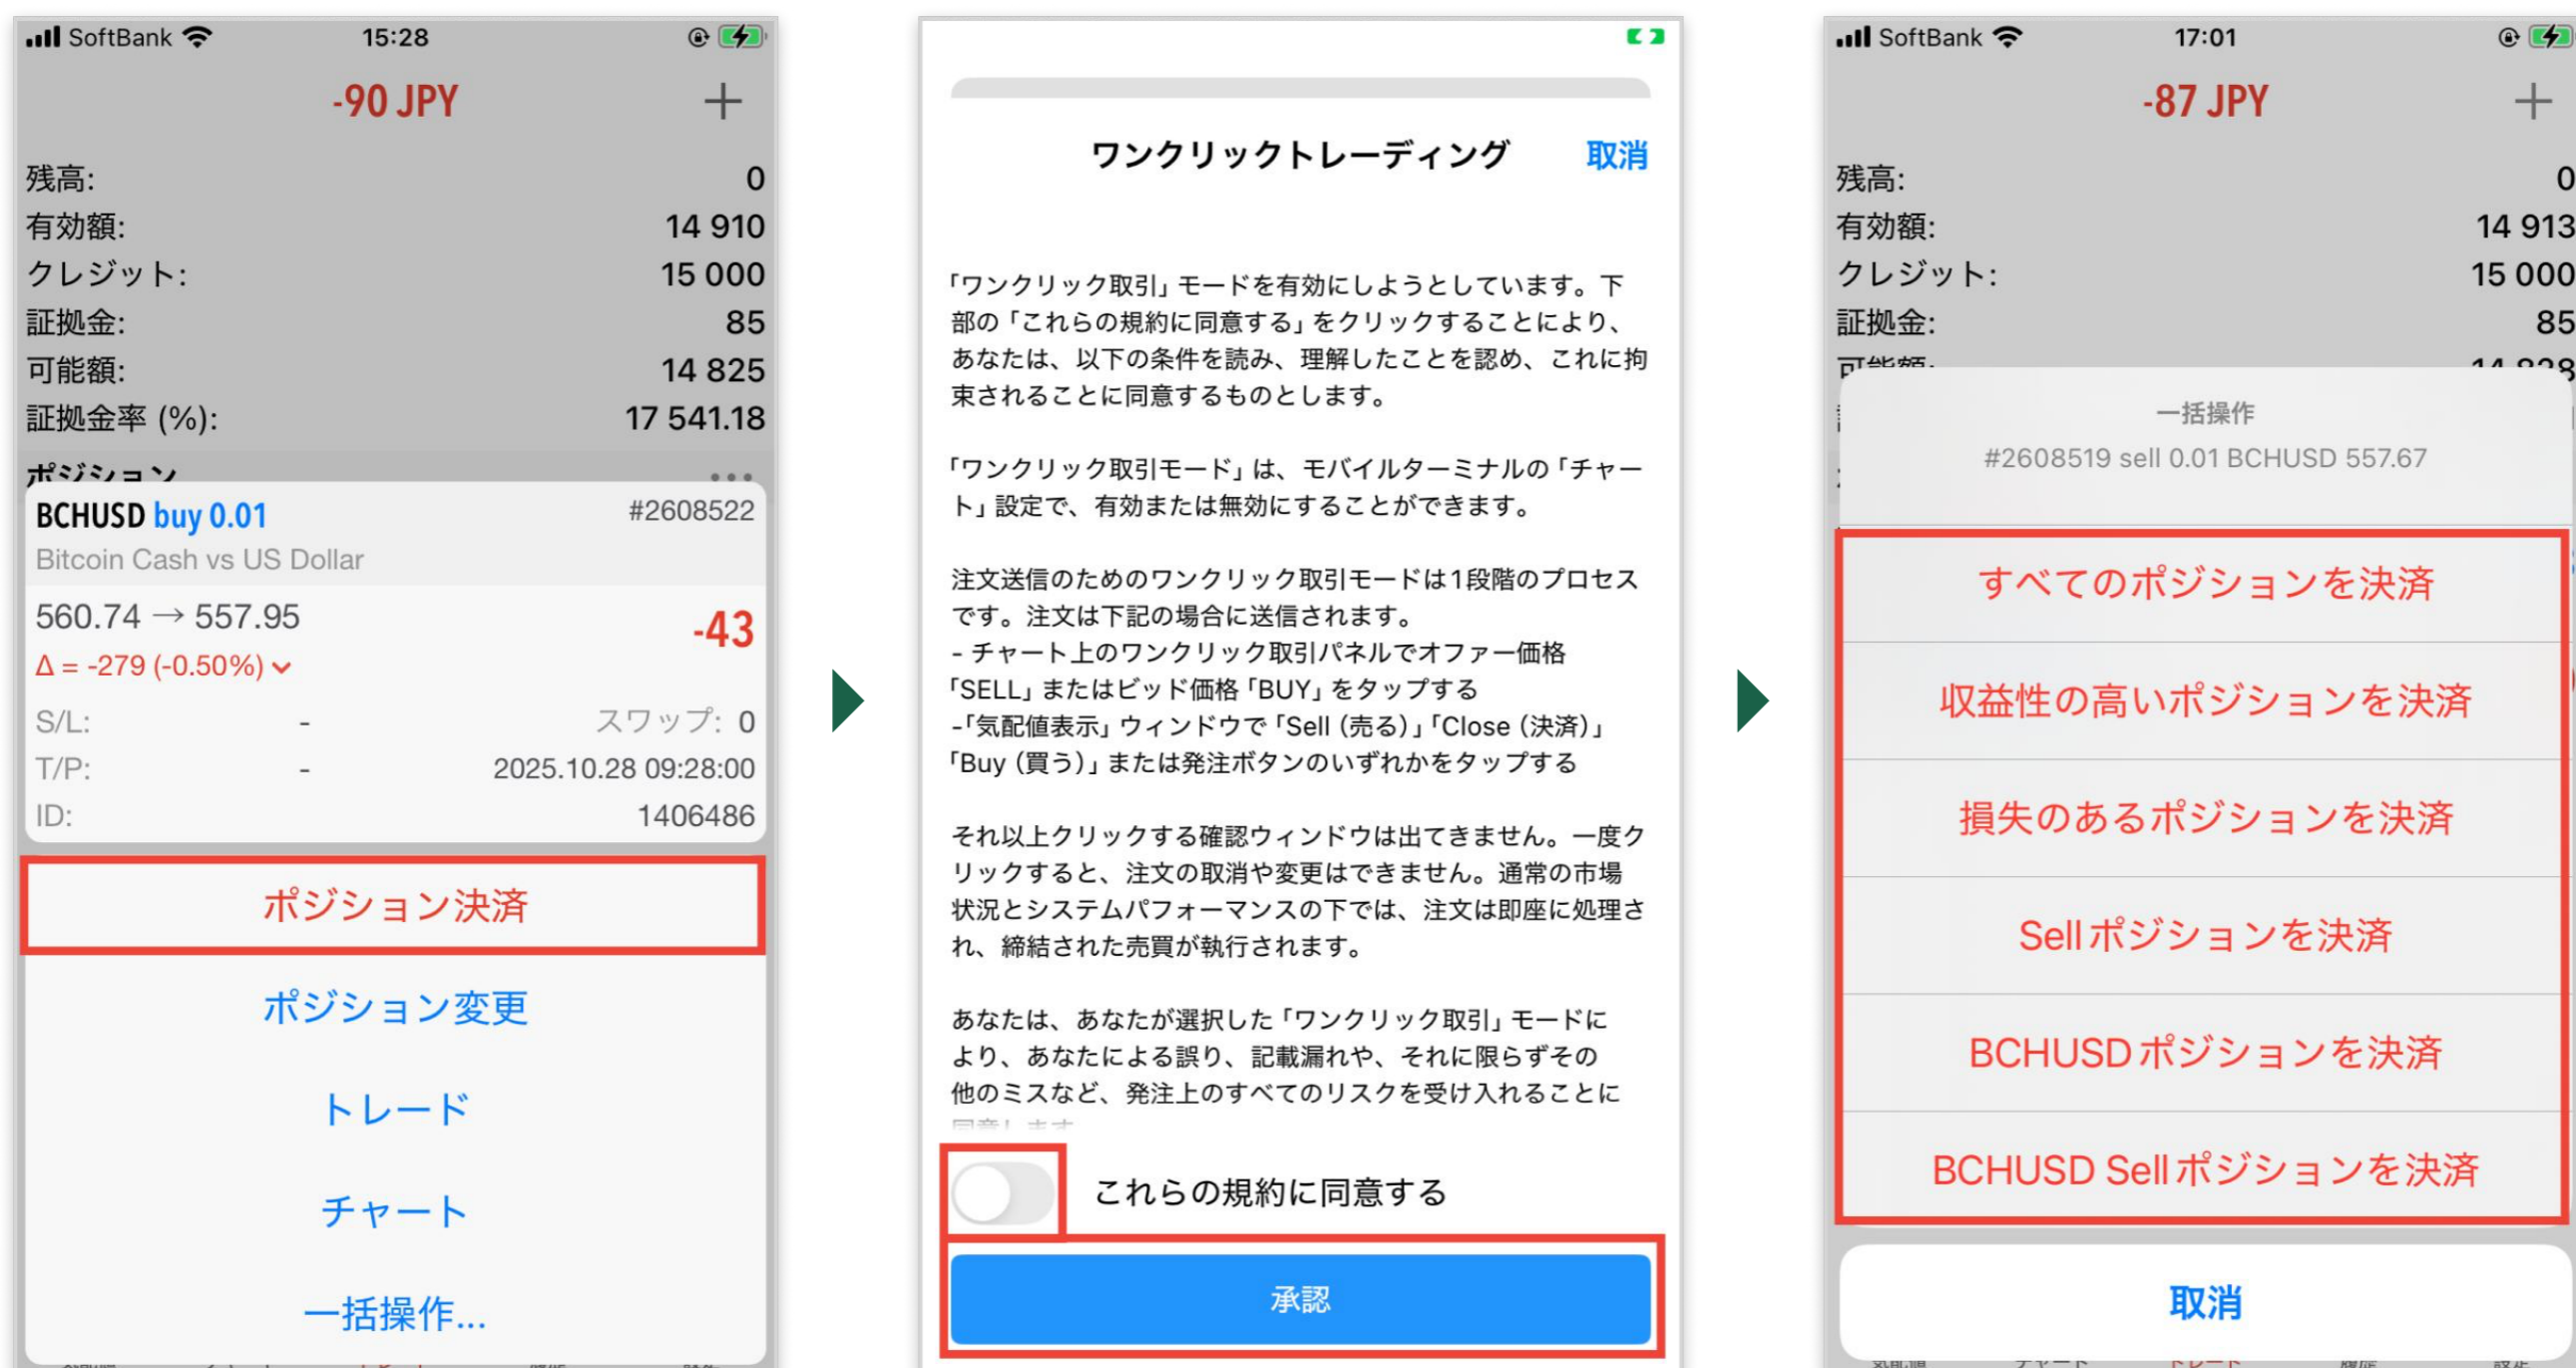 SoftBank 15:28
-90 JPY +
残高: 0
有効額: 14 910
クレジット: 15 000
証拠金: 85
可能額: 14 825
証拠金率 (%): 17 541.18
ポジション ...
BCHUSD buy 0.01 #2608522
Bitcoin Cash vs US Dollar
560.74 → 557.95 -43
Δ = -279 (-0.50%)
S/L: - スワップ: 0
T/P: - 2025.10.28 09:28:00
ID: 1406486
ポジション決済
ポジション変更
トレード
チャート
一括操作...
ワンクリックトレーディング 取消
「ワンクリック取引」モードを有効にしようとしています。下
部の「これらの規約に同意する」をクリックすることにより、
あなたは、以下の条件を読み、理解したことを認め、これに拘
束されることに同意するものとします。
「ワンクリック取引モード」は、モバイルターミナルの「チャー
ト」設定で、有効または無効にすることができます。
注文送信のためのワンクリック取引モードは1段階のプロセス
です。注文は下記の場合に送信されます。
- チャート上のワンクリック取引パネルでオファー価格
「SELL」またはビッド価格「BUY」をタップする
-「気配値表示」ウィンドウで「Sell（売る）」「Close（決済）」
「Buy（買う）」または発注ボタンのいずれかをタップする
それ以上クリックする確認ウィンドウは出てきません。一度ク
リックすると、注文の取消や変更はできません。通常の市場
状況とシステムパフォーマンスの下では、注文は即座に処理さ
れ、締結された売買が執行されます。
あなたは、あなたが選択した「ワンクリック取引」モードに
より、あなたによる誤り、記載漏れや、それに限らずその
他のミスなど、発注上のすべてのリスクを受け入れることに
同意します
これらの規約に同意する
承認
SoftBank 17:01
-87 JPY +
残高: 0
有効額: 14 913
クレジット: 15 000
証拠金: 85
可能額: 14 828
一括操作
#2608519 sell 0.01 BCHUSD 557.67
すべてのポジションを決済
収益性の高いポジションを決済
損失のあるポジションを決済
Sellポジションを決済
BCHUSDポジションを決済
BCHUSD Sellポジションを決済
取消